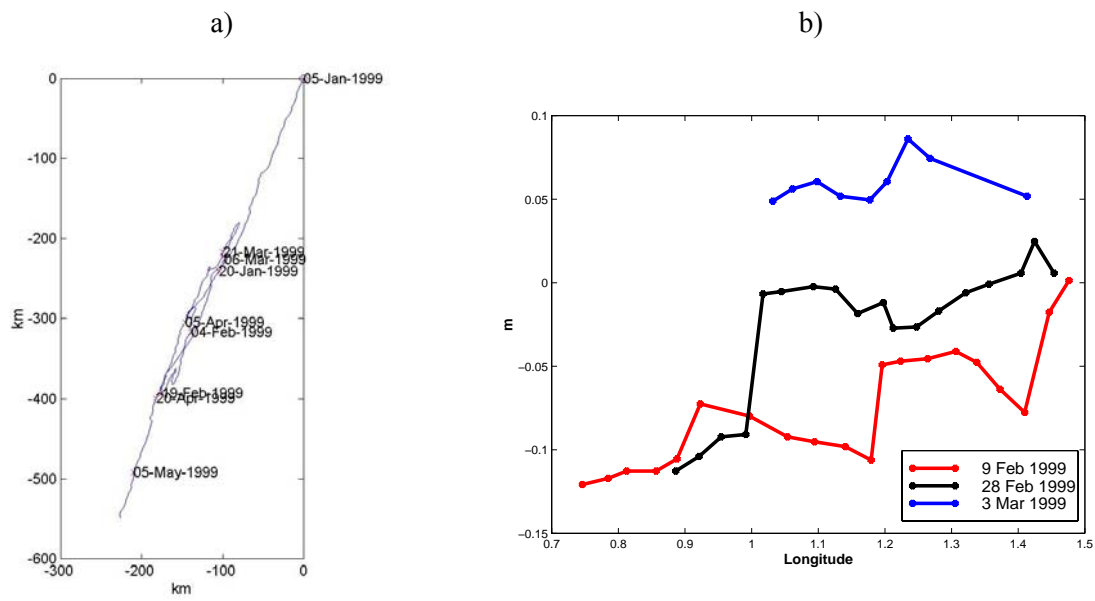 a)
b)
0
-100
-200
-300
-400
-500
-600
km
-300
-200
-100
0
km
05-Jan-1999
21-Mar-1999
06-Mar-1999
20-Jan-1999
05-Apr-1999
04-Feb-1999
19-Feb-1999
20-Apr-1999
05-May-1999
0.1
0.05
0
−0.05
−0.1
−0.15
m
0.7
0.8
0.9
1
1.1
1.2
1.3
1.4
1.5
Longitude
9 Feb 1999
28 Feb 1999
3 Mar 1999